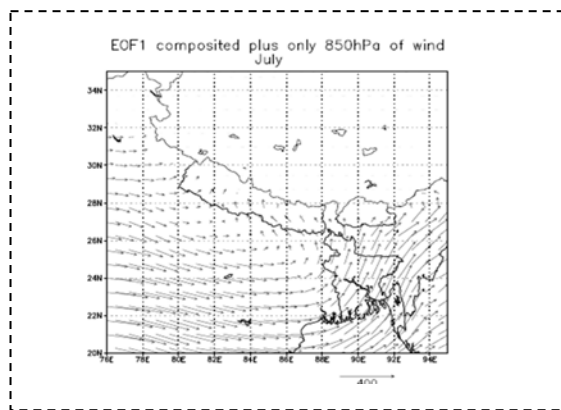 EOF1 composited plus only 850hPa of wind
July
34N
32N
30N
28N
26N
24N
22N
20N
76E 78E 80E 82E 84E 86E 88E 90E 92E 94E
400